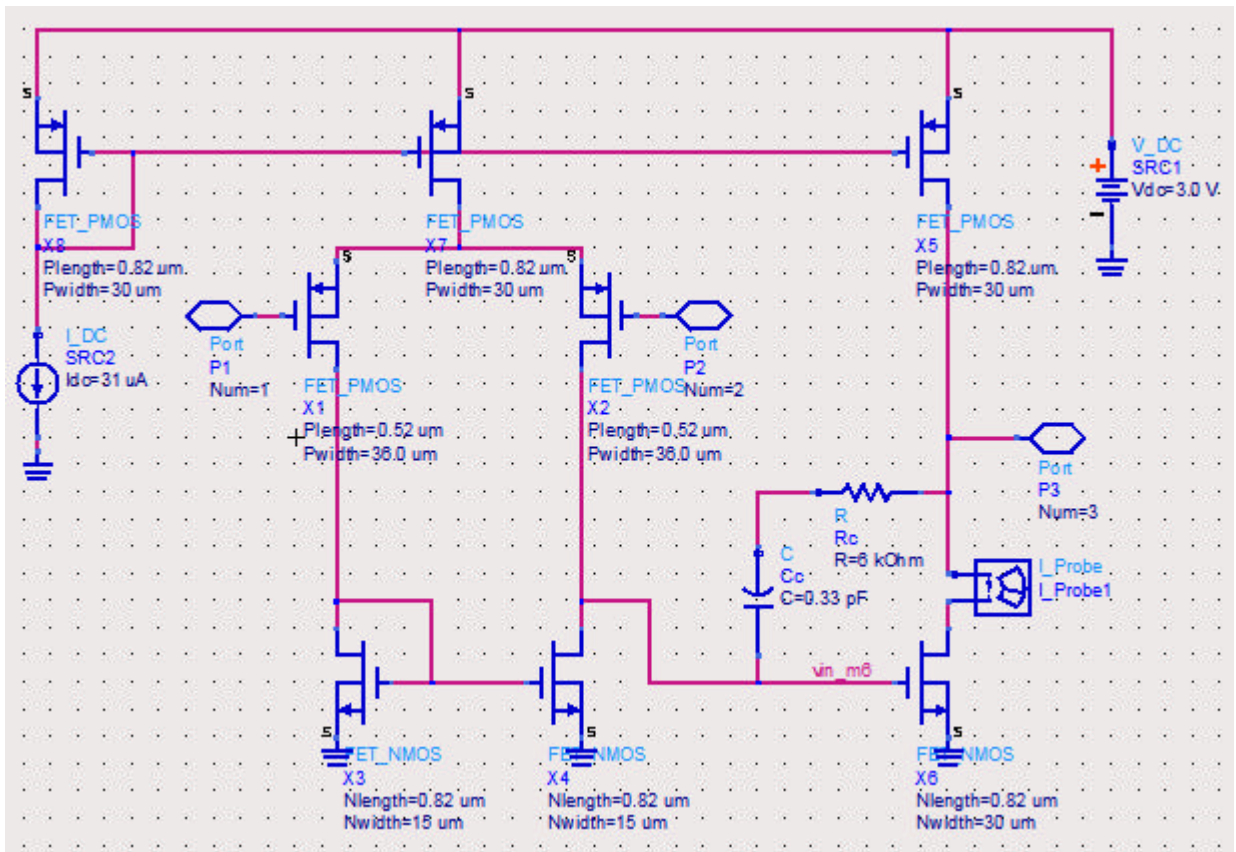 S
S
S
V_DC
SRC1
Vdc=3.0 V
FET_PMOS
X8
Plength=0.82 um
Pwidth=30 um
FET_PMOS
X7
Plength=0.82 um
Pwidth=30 um
FET_PMOS
X5
Plength=0.82 um
Pwidth=30 um
S
S
I_DC
SRC2
Idc=31 uA
Port
P1
Num=1
Port
P2
Num=2
FET_PMOS
X1
Plength=0.52 um
Pwidth=36.0 um
FET_PMOS
X2
Plength=0.52 um
Pwidth=36.0 um
Port
P3
Num=3
R
Rc
R=6 kOhm
C
Cc
C=0.33 pF
I_Probe
I_Probe1
vin_m6
S
S
S
FET_NMOS
X3
Nlength=0.82 um
Nwidth=15 um
FET_NMOS
X4
Nlength=0.82 um
Nwidth=15 um
FET_NMOS
X6
Nlength=0.82 um
Nwidth=30 um